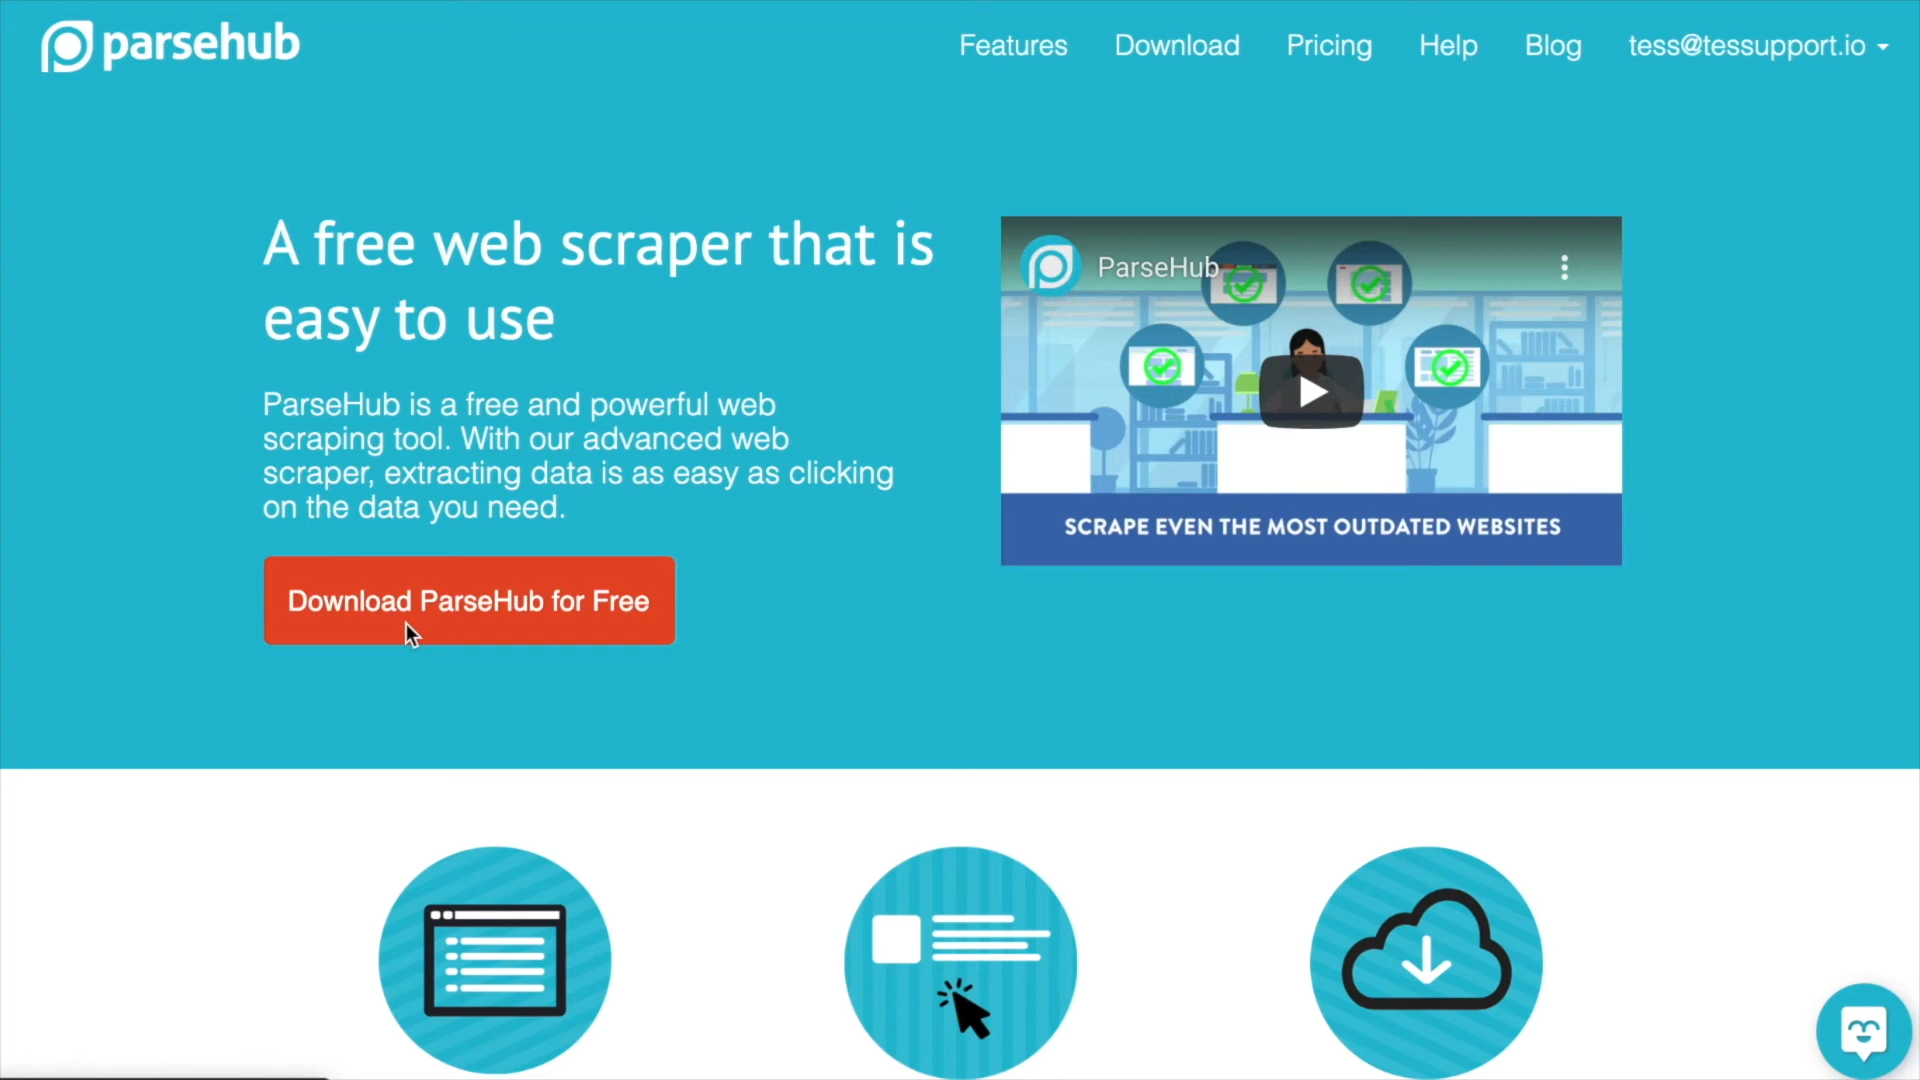 parsehub
Features
Download
Pricing
Help
Blog
tess@tessupport.io
A free web scraper that is
easy to use
ParseHub is a free and powerful web
scraping tool. With our advanced web
scraper, extracting data is as easy as clicking
on the data you need.
Download ParseHub for Free
ParseHub
SCRAPE EVEN THE MOST OUTDATED WEBSITES